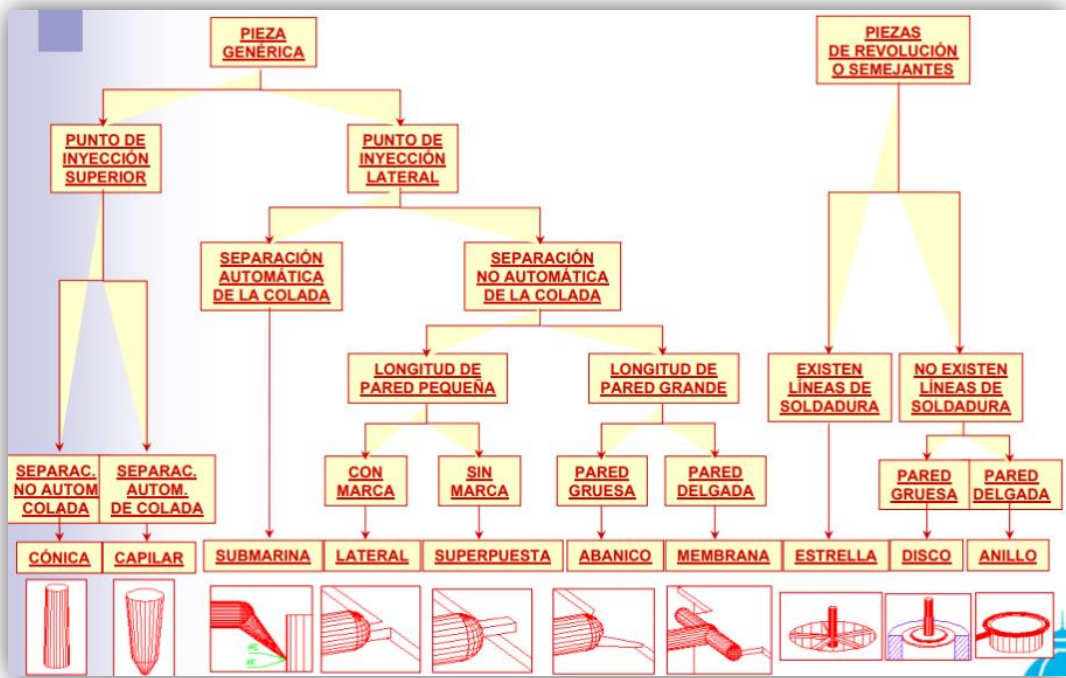 PIEZA
GENÉRICA
PIEZAS
DE REVOLUCIÓN
O SEMEJANTES
PUNTO DE
INYECCIÓN
SUPERIOR
PUNTO DE
INYECCIÓN
LATERAL
SEPARACIÓN
AUTOMÁTICA
DE LA COLADA
SEPARACIÓN
NO AUTOMÁTICA
DE LA COLADA
LONGITUD DE
PARED PEQUEÑA
LONGITUD DE
PARED GRANDE
EXISTEN
LÍNEAS DE
SOLDADURA
NO EXISTEN
LÍNEAS DE
SOLDADURA
SEPARAC.
NO AUTOM
COLADA
SEPARAC.
AUTOM.
DE COLADA
CON
MARCA
SIN
MARCA
PARED
GRUESA
PARED
DELGADA
PARED
GRUESA
PARED
DELGADA
CÓNICA
CAPILAR
SUBMARINA
LATERAL
SUPERPUESTA
ABANICO
MEMBRANA
ESTRELLA
DISCO
ANILLO